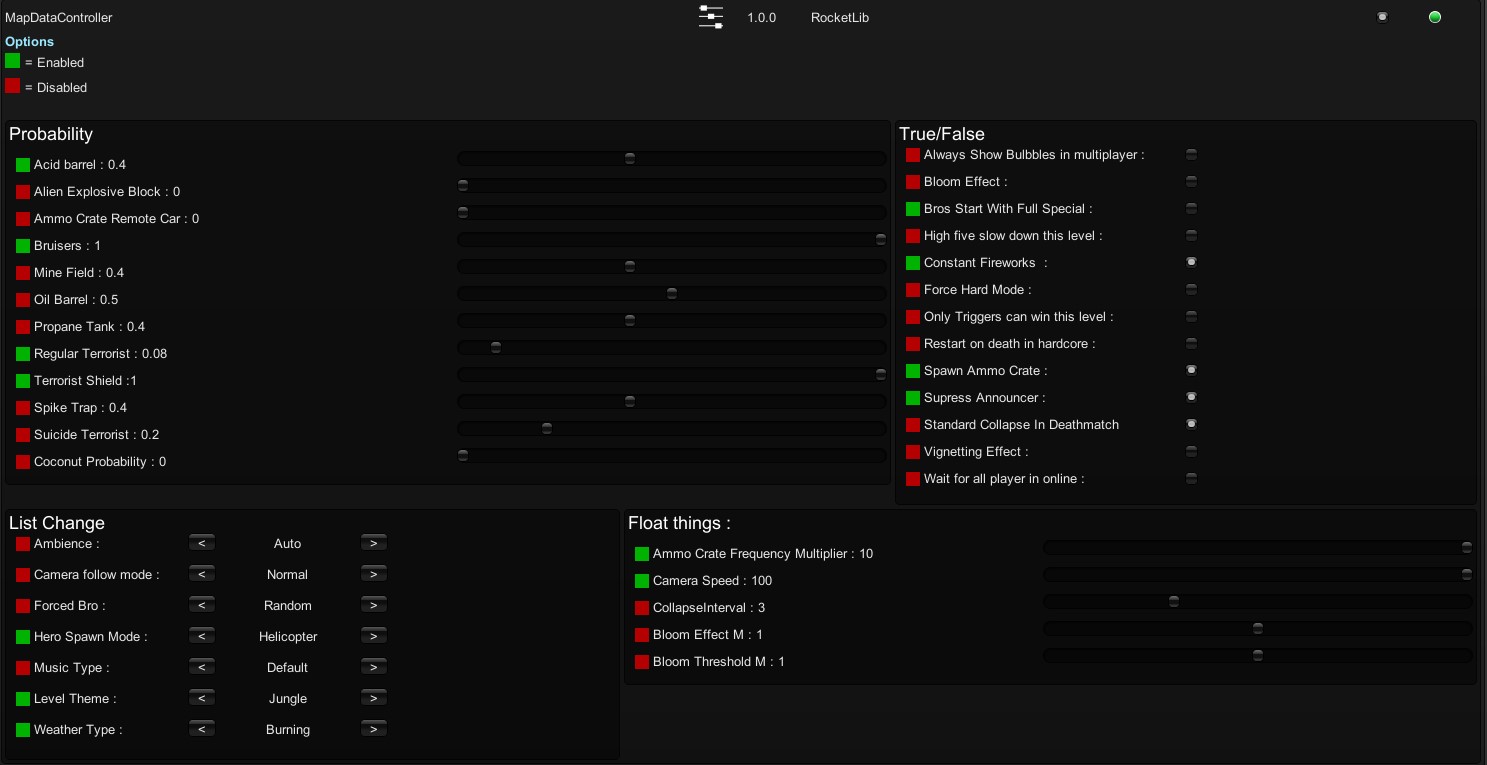 MapDataController 1.0.0 RocketLib
Options
= Enabled
= Disabled
Probability
Acid barrel : 0.4
Alien Explosive Block : 0
Ammo Crate Remote Car : 0
Bruisers : 1
Mine Field : 0.4
Oil Barrel : 0.5
Propane Tank : 0.4
Regular Terrorist : 0.08
Terrorist Shield :1
Spike Trap : 0.4
Suicide Terrorist : 0.2
Coconut Probability : 0
True/False
Always Show Bulbbles in multiplayer :
Bloom Effect :
Bros Start With Full Special :
High five slow down this level :
Constant Fireworks  :
Force Hard Mode :
Only Triggers can win this level :
Restart on death in hardcore :
Spawn Ammo Crate :
Supress Announcer :
Standard Collapse In Deathmatch
Vignetting Effect :
Wait for all player in online :
List Change
Ambience : < Auto >
Camera follow mode : < Normal >
Forced Bro : < Random >
Hero Spawn Mode : < Helicopter >
Music Type : < Default >
Level Theme : < Jungle >
Weather Type : < Burning >
Float things :
Ammo Crate Frequency Multiplier : 10
Camera Speed : 100
CollapseInterval : 3
Bloom Effect M : 1
Bloom Threshold M : 1